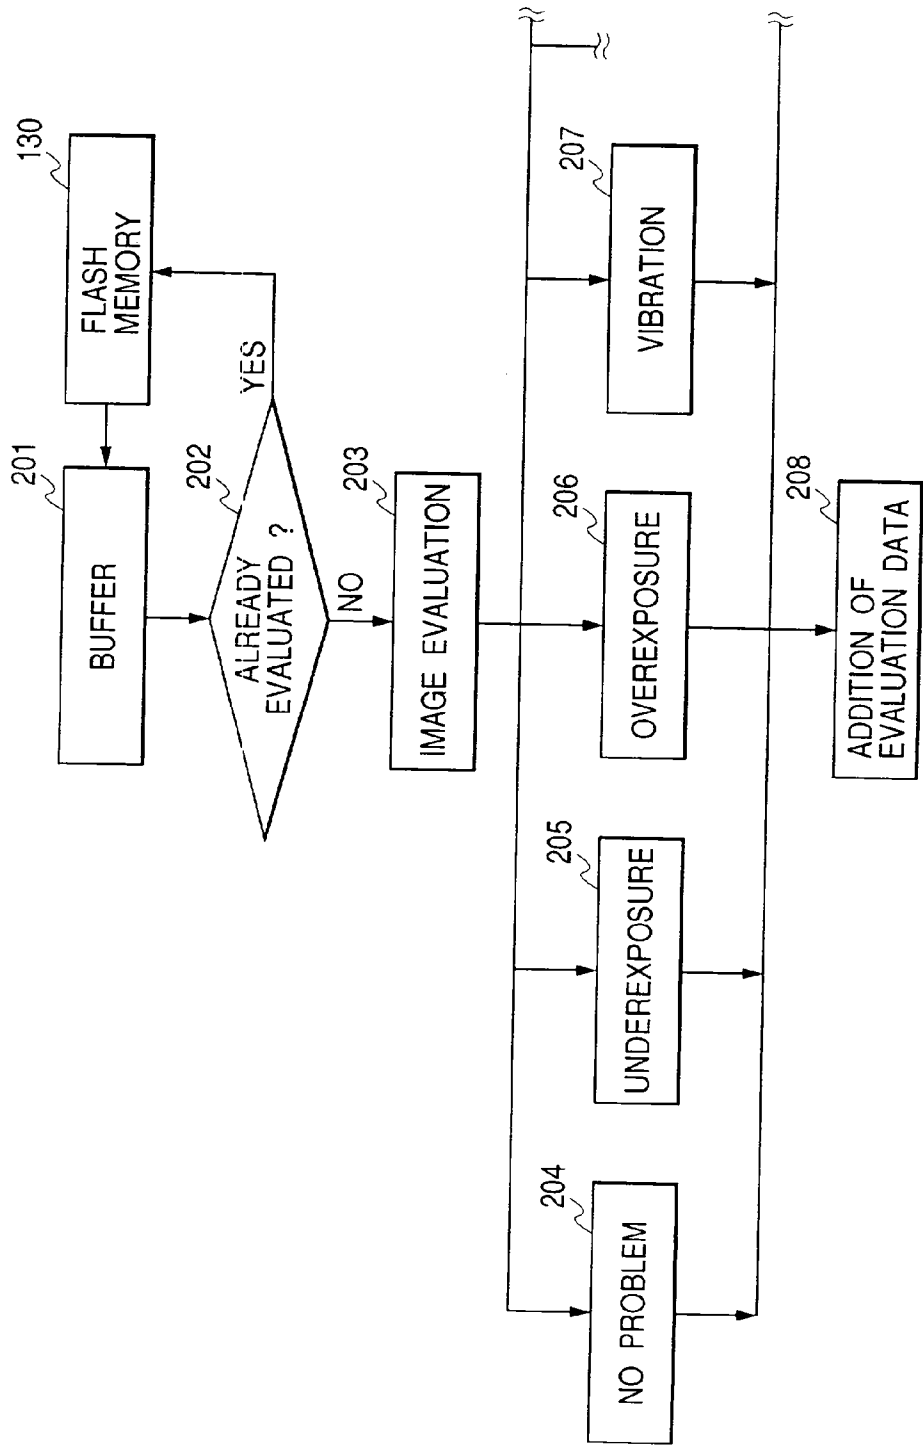 201
BUFFER
130
FLASH
MEMORY
202
ALREADY
EVALUATED ?
YES
NO
203
IMAGE EVALUATION
204
NO PROBLEM
205
UNDEREXPOSURE
206
OVEREXPOSURE
207
VIBRATION
208
ADDITION OF
EVALUATION DATA